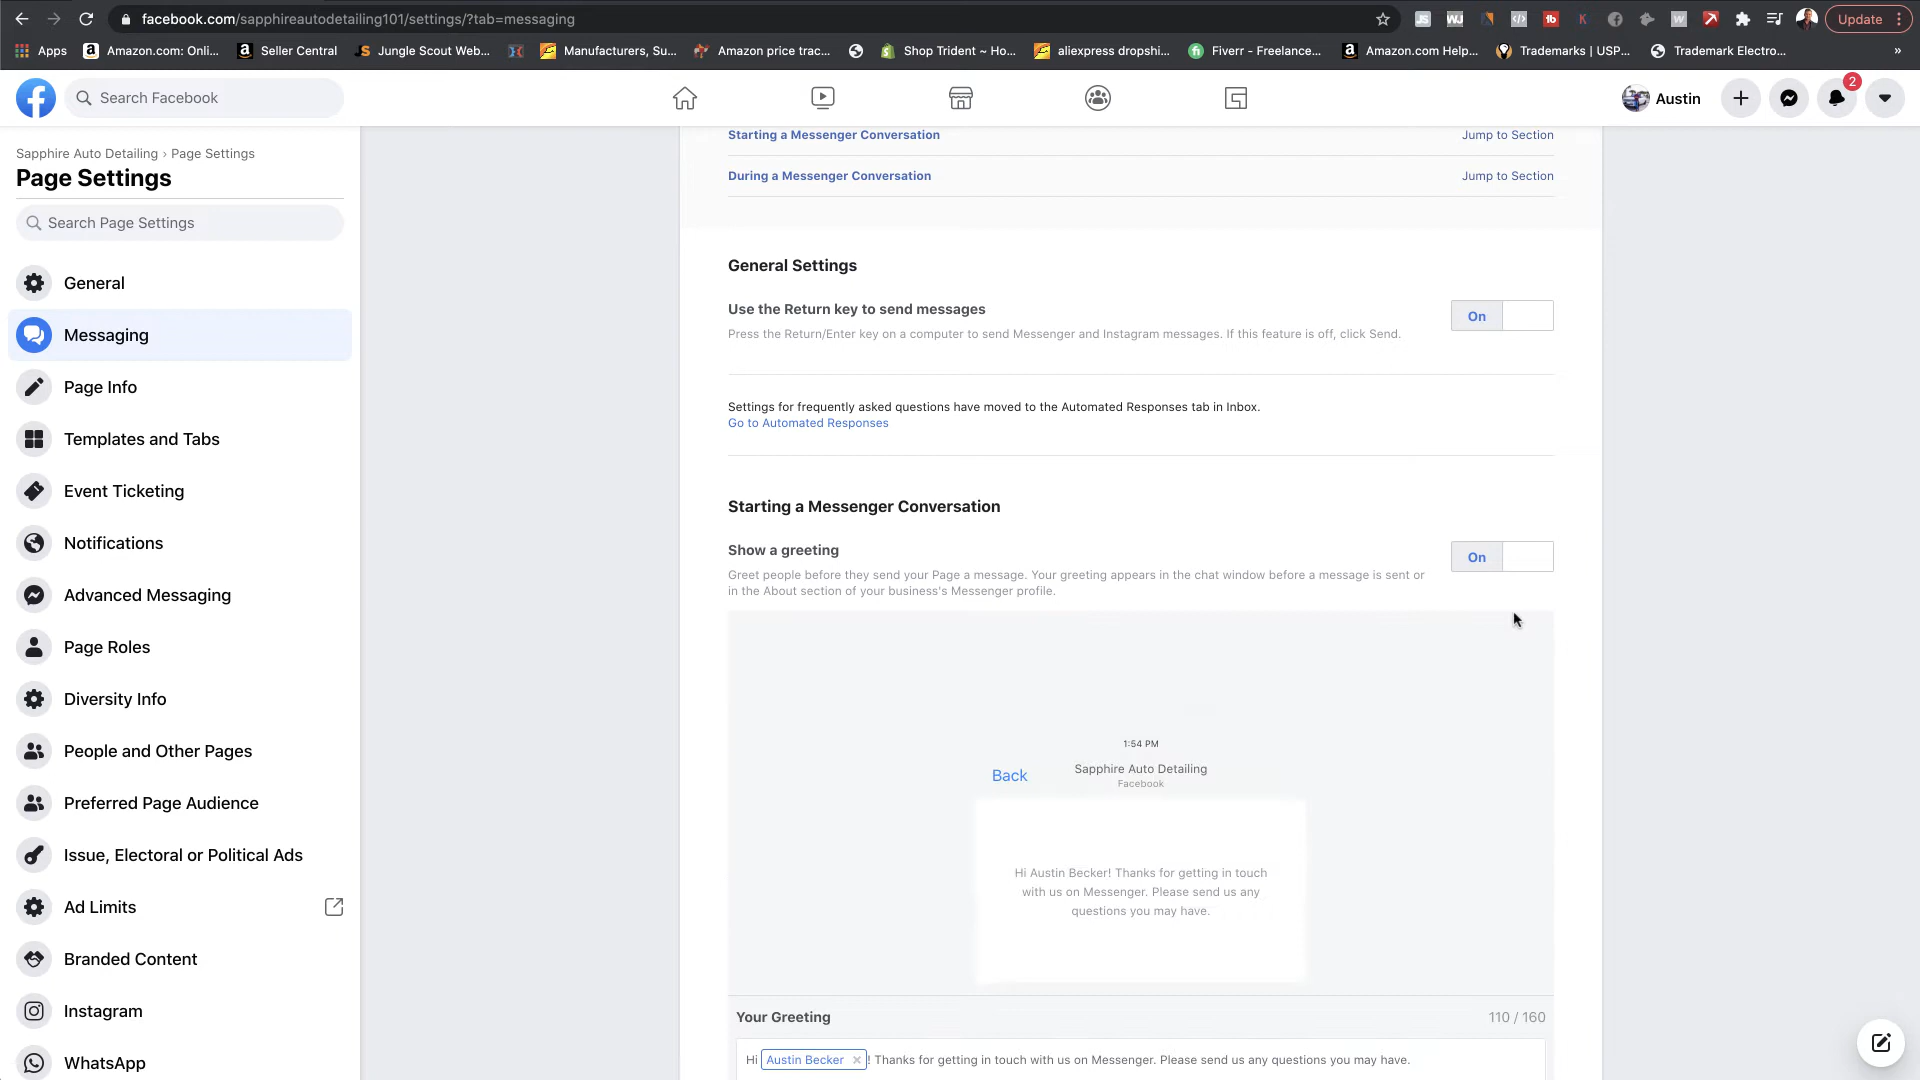 facebook.com/sapphireautodetailing101/settings/?tab=messaging
Update
Apps
Amazon.com: Onli...
Seller Central
Jungle Scout Web...
Manufacturers, Su...
Amazon price trac...
Shop Trident ~ Ho...
aliexpress dropshi...
Fiverr - Freelance...
Amazon.com Help...
Trademarks | USP...
Trademark Electro...
»
Search Facebook
Austin
2
Sapphire Auto Detailing › Page Settings
Page Settings
Search Page Settings
General
Messaging
Page Info
Templates and Tabs
Event Ticketing
Notifications
Advanced Messaging
Page Roles
Diversity Info
People and Other Pages
Preferred Page Audience
Issue, Electoral or Political Ads
Ad Limits
Branded Content
Instagram
WhatsApp
Starting a Messenger Conversation
Jump to Section
During a Messenger Conversation
Jump to Section
General Settings
Use the Return key to send messages
On
Press the Return/Enter key on a computer to send Messenger and Instagram messages. If this feature is off, click Send.
Settings for frequently asked questions have moved to the Automated Responses tab in Inbox.
Go to Automated Responses
Starting a Messenger Conversation
Show a greeting
On
Greet people before they send your Page a message. Your greeting appears in the chat window before a message is sent or
in the About section of your business's Messenger profile.
1:54 PM
Back
Sapphire Auto Detailing
Facebook
Hi Austin Becker! Thanks for getting in touch
with us on Messenger. Please send us any
questions you may have.
Your Greeting
110 / 160
Hi Austin Becker × ! Thanks for getting in touch with us on Messenger. Please send us any questions you may have.